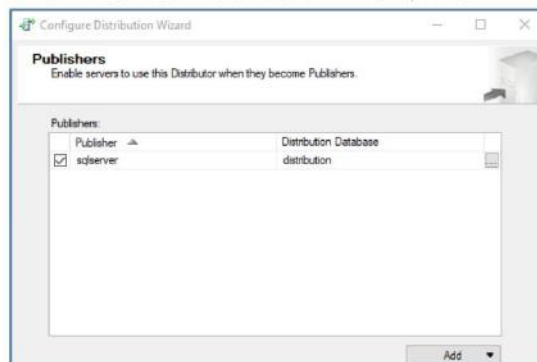 Configure Distribution Wizard
Publishers
Enable servers to use this Distributor when they become Publishers.
Publishers:
Publisher Distribution Database
sqlserver distribution
...
Add